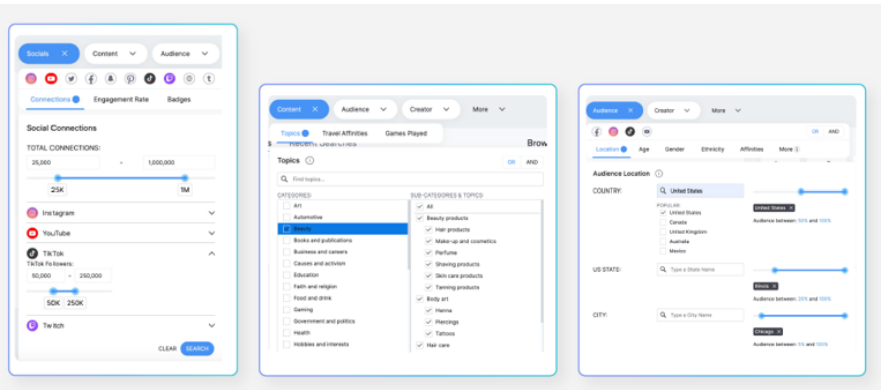 Socials × Content Audience
Connections Engagement Rate Badges
Social Connections
TOTAL CONNECTIONS:
25,000 - 1,000,000
25K 1M
Instagram
YouTube
TikTok
TikTok Followers:
50,000 - 250,000
50K 250K
Twitch
CLEAR SEARCH
Content × Audience Creator More
Topics Travel Affinities Games Played
Recent Searches Brow
Topics OR AND
Find topics...
CATEGORIES: SUB-CATEGORIES & TOPICS:
Art All
Automotive Beauty products
Beauty Hair products
Books and publications Make-up and cosmetics
Business and careers Perfume
Causes and activism Shaving products
Education Skin care products
Faith and religion Tanning products
Food and drink Body art
Gaming Henna
Government and politics Piercings
Health Tattoos
Hobbies and interests Hair care
Audience × Creator More
OR AND
Location Age Gender Ethnicity Affinities More
Audience Location
COUNTRY: United States
POPULAR
United States United States ×
Canada Audience between: 50% and 100%
United Kingdom
Australia
Mexico
US STATE: Type a State Name
Illinois ×
Audience between: 20% and 100%
CITY: Type a City Name
Chicago ×
Audience between: 5% and 100%